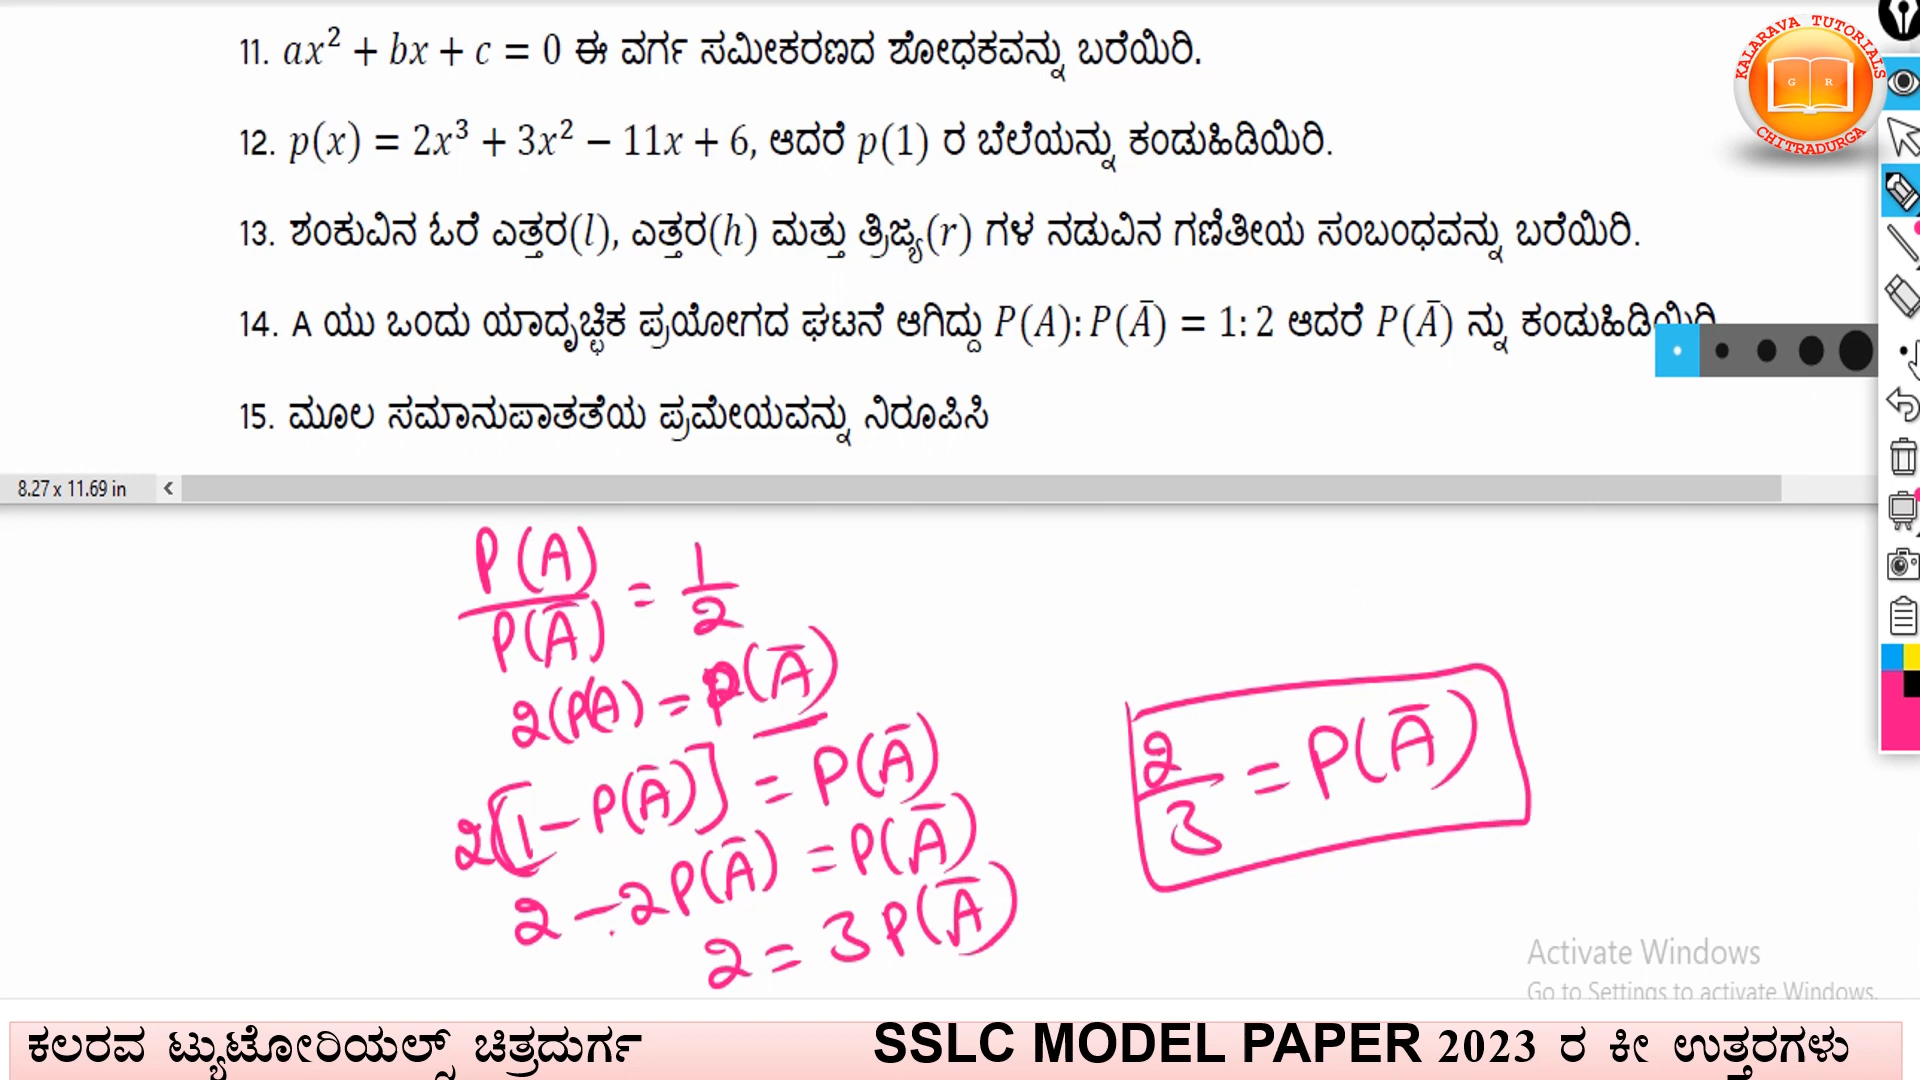 11. ax² + bx + c = 0 ಈ ವರ್ಗ ಸಮೀಕರಣದ ಶೋಧಕವನ್ನು ಬರೆಯಿರಿ.
12. p(x) = 2x³ + 3x² − 11x + 6, ಆದರೆ p(1) ರ ಬೆಲೆಯನ್ನು ಕಂಡುಹಿಡಿಯಿರಿ.
13. ಶಂಕುವಿನ ಓರೆ ಎತ್ತರ(l), ಎತ್ತರ(h) ಮತ್ತು ತ್ರಿಜ್ಯ(r) ಗಳ ನಡುವಿನ ಗಣಿತೀಯ ಸಂಬಂಧವನ್ನು ಬರೆಯಿರಿ.
14. A ಯು ಒಂದು ಯಾದೃಚ್ಛಿಕ ಪ್ರಯೋಗದ ಘಟನೆ ಆಗಿದ್ದು P(A): P(Ā) = 1: 2 ಆದರೆ P(Ā) ನ್ನು ಕಂಡುಹಿಡಿಯಿರಿ
15. ಮೂಲ ಸಮಾನುಪಾತತೆಯ ಪ್ರಮೇಯವನ್ನು ನಿರೂಪಿಸಿ
KALARAVA TUTORIALS
G R
CHITRADURGA
8.27 x 11.69 in
P(A)/P(Ā) = 1/2
2(P(A) = P(Ā)
2[1 − P(Ā)] = P(Ā)
2 − 2P(Ā) = P(Ā)
2 = 3P(Ā)
2/3 = P(Ā)
Activate Windows
Go to Settings to activate Windows.
ಕಲರವ ಟ್ಯುಟೋರಿಯಲ್ಸ್ ಚಿತ್ರದುರ್ಗ SSLC MODEL PAPER 2023 ರ ಕೀ ಉತ್ತರಗಳು